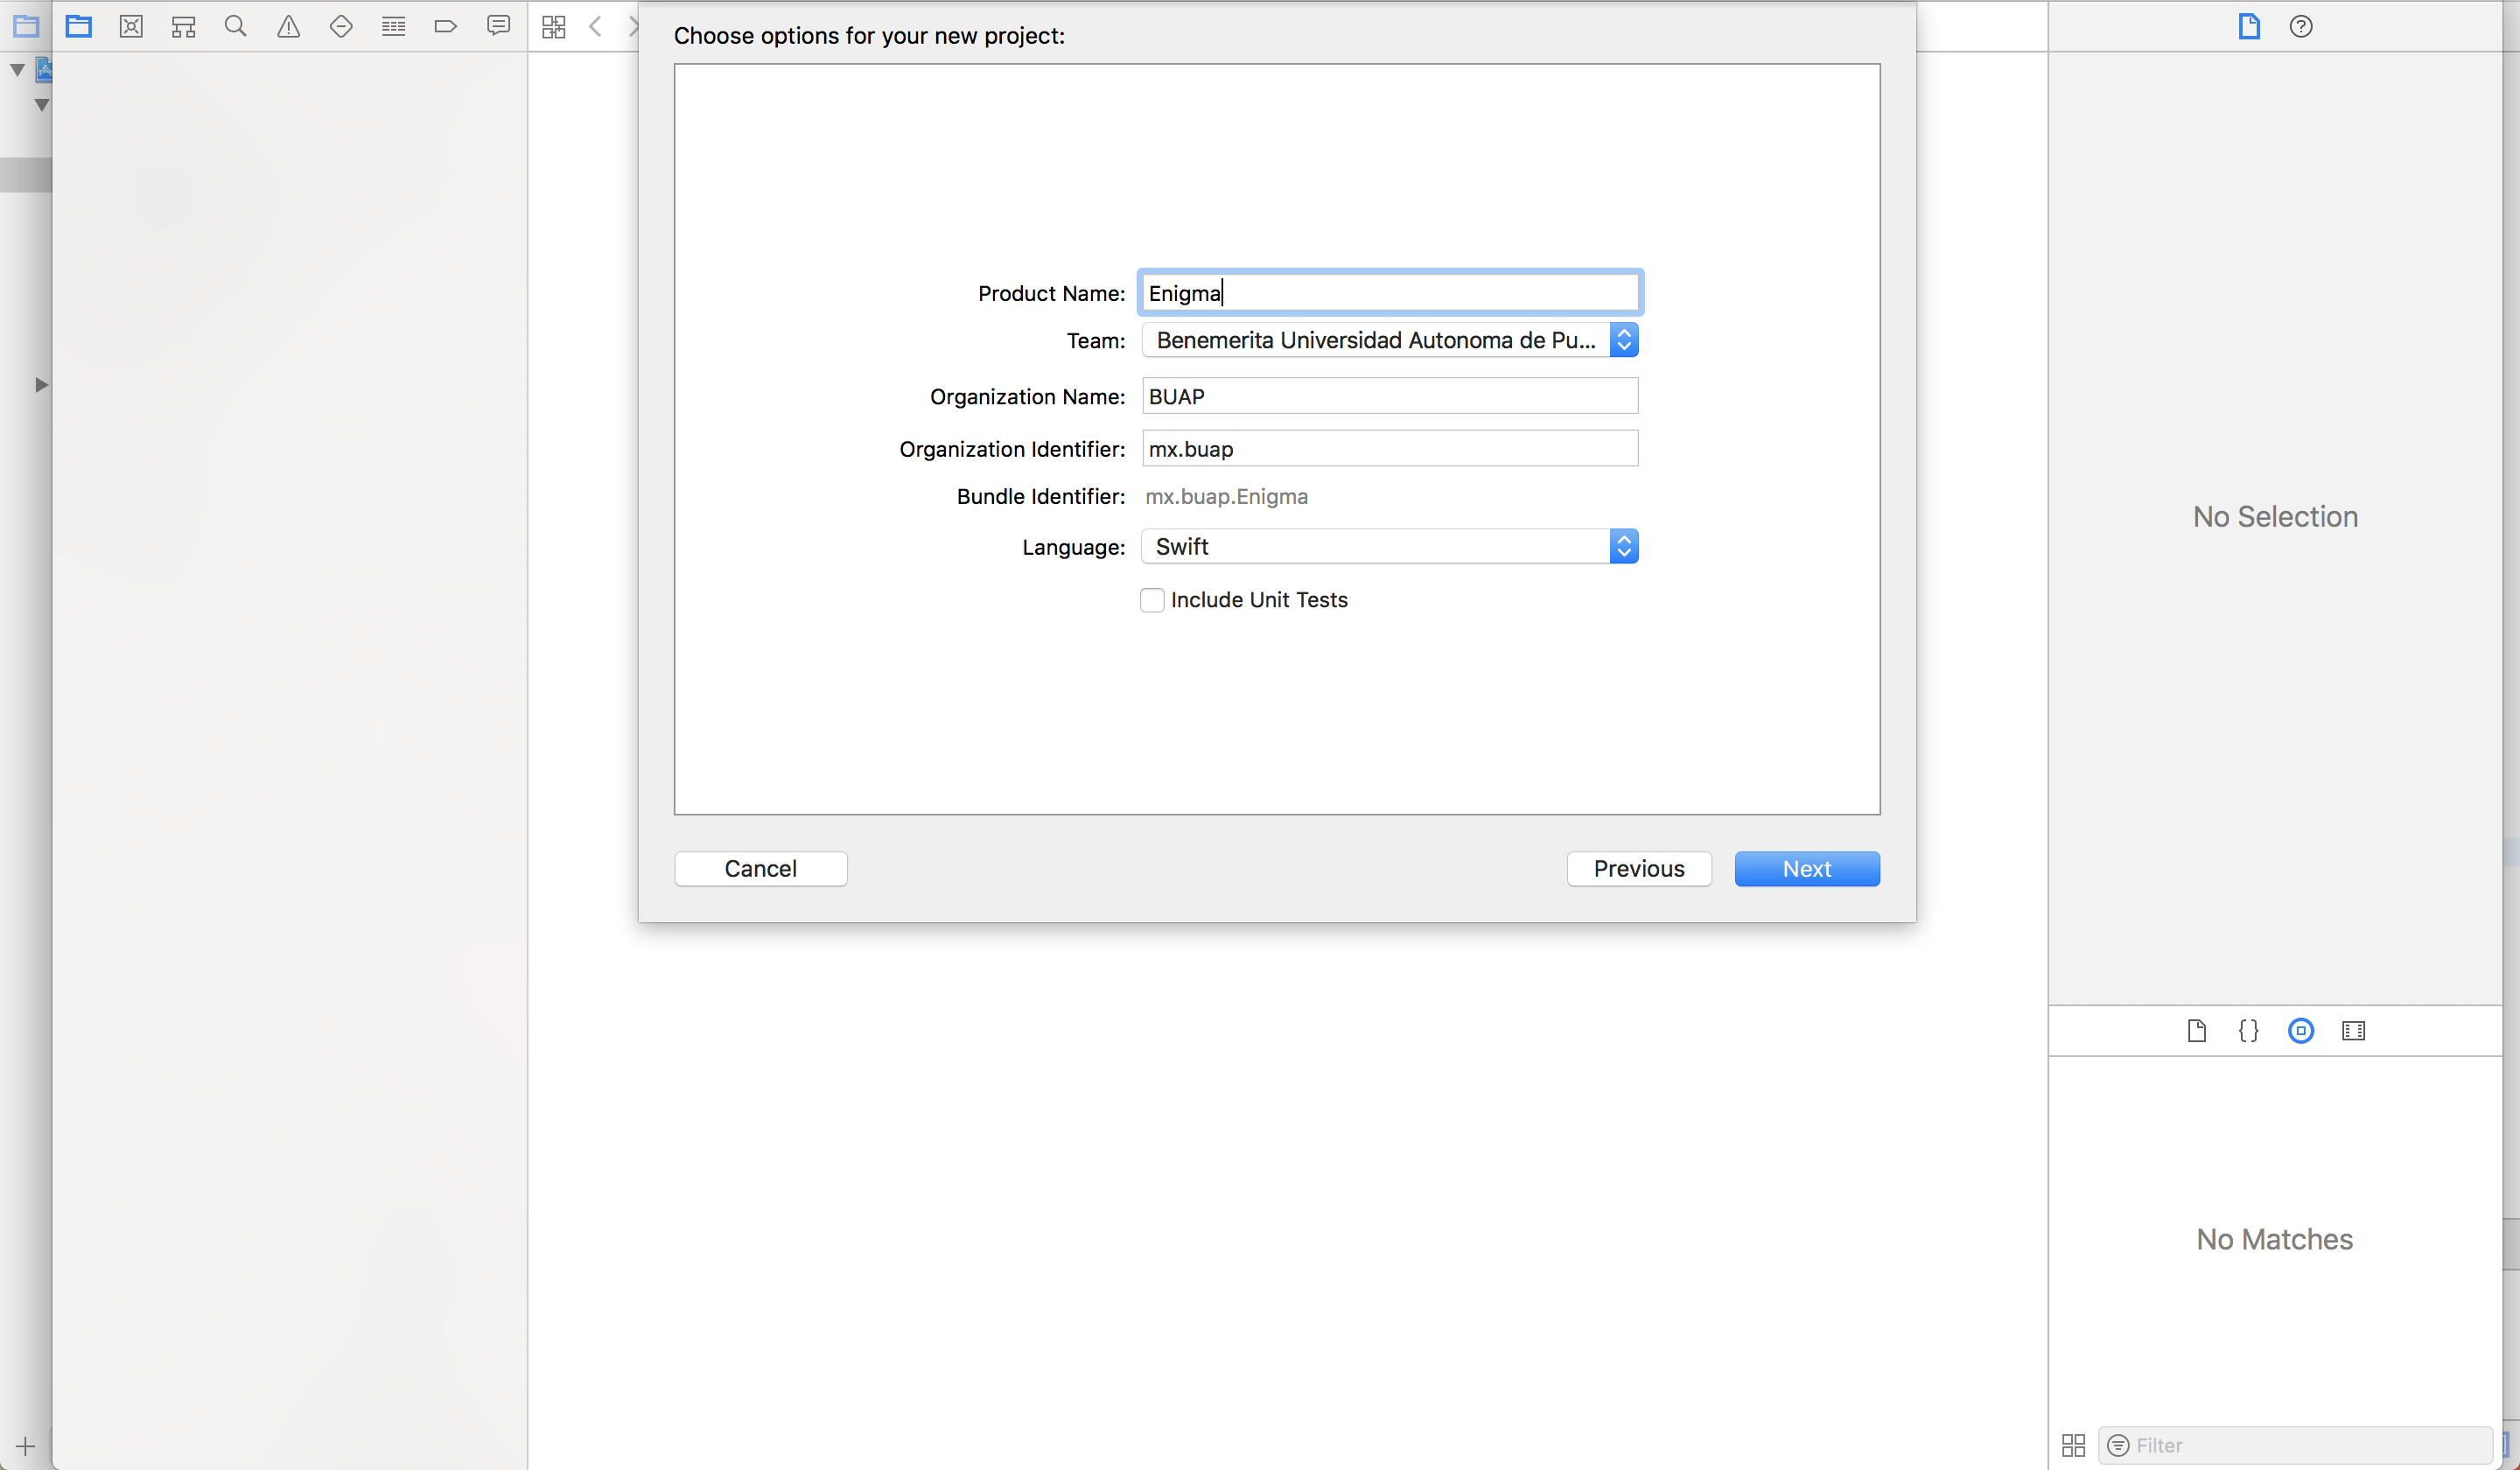 Choose options for your new project:
Product Name: Enigma
Team: Benemerita Universidad Autonoma de Pu...
Organization Name: BUAP
Organization Identifier: mx.buap
Bundle Identifier: mx.buap.Enigma
Language: Swift
Include Unit Tests
Cancel
Previous
Next
No Selection
No Matches
Filter